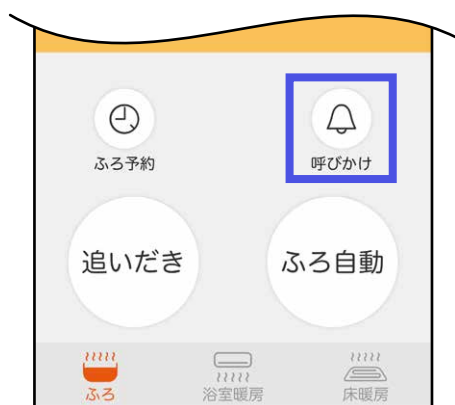 ふろ予約
呼びかけ
追いだき
ふろ自動
ふろ
浴室暖房
床暖房